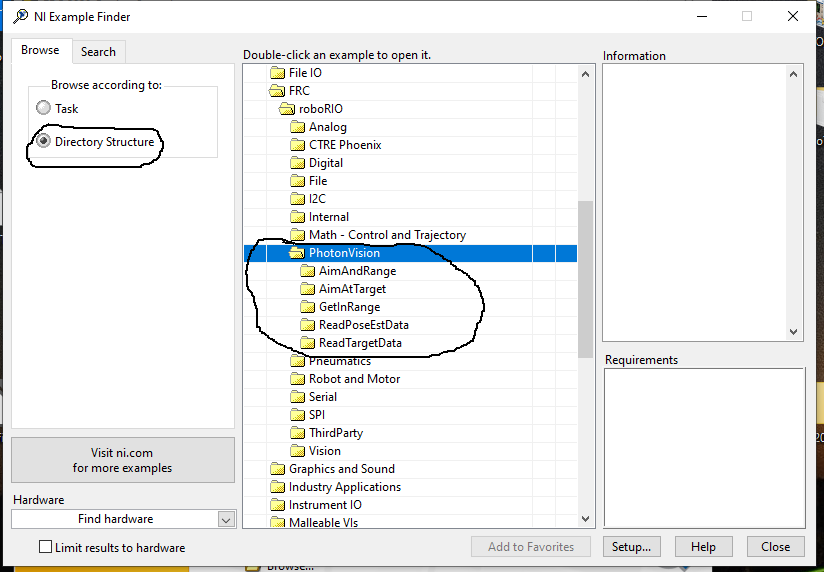 NI Example Finder
Browse
Search
Browse according to:
Task
Directory Structure
Double-click an example to open it.
File IO
FRC
roboRIO
Analog
CTRE Phoenix
Digital
File
I2C
Internal
Math - Control and Trajectory
PhotonVision
AimAndRange
AimAtTarget
GetInRange
ReadPoseEstData
ReadTargetData
Pneumatics
Robot and Motor
Serial
SPI
ThirdParty
Vision
Graphics and Sound
Industry Applications
Instrument IO
Malleable VIs
Information
Requirements
Visit ni.com
for more examples
Hardware
Find hardware
Limit results to hardware
Add to Favorites
Setup...
Help
Close
Browse...